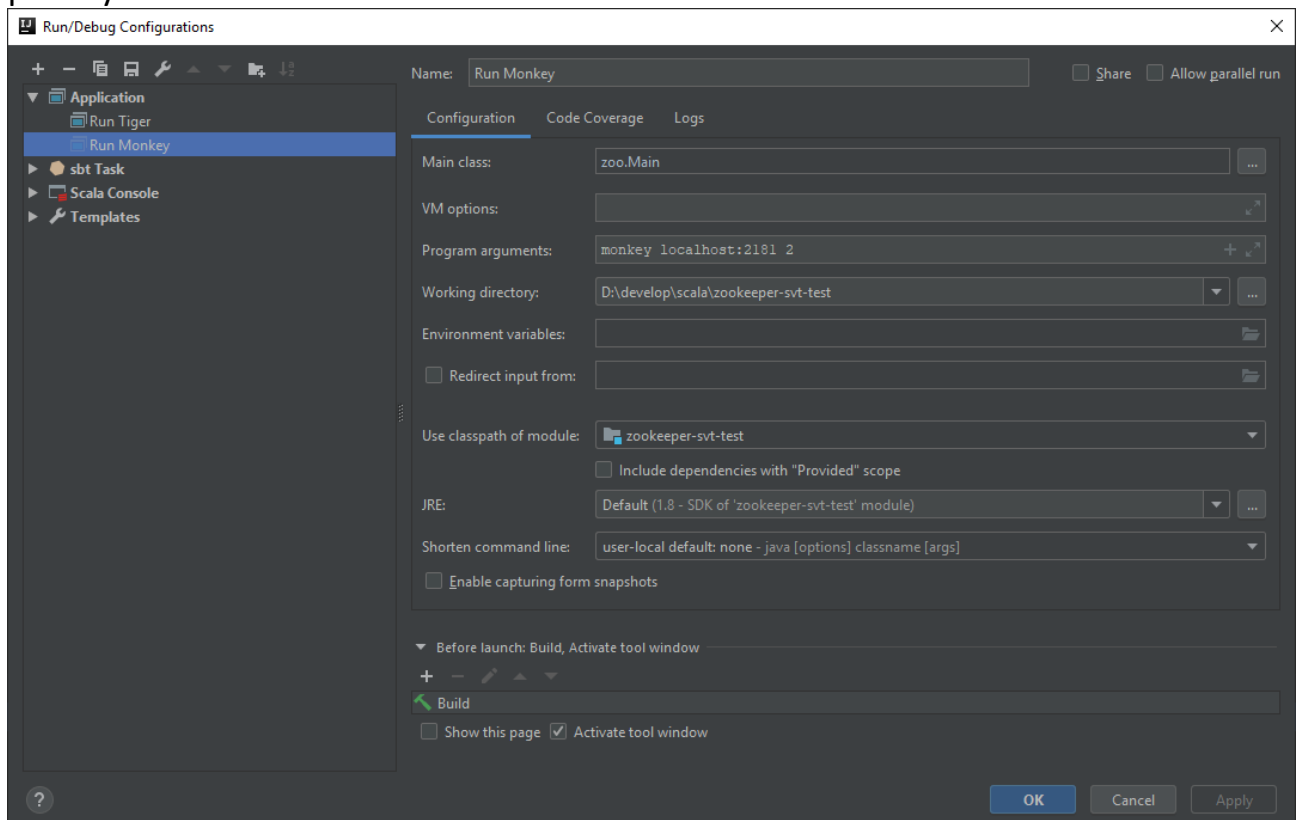 Run/Debug Configurations
Application
Run Tiger
Run Monkey
sbt Task
Scala Console
Templates
Name: Run Monkey Share Allow parallel run
Configuration Code Coverage Logs
Main class: zoo.Main ...
VM options:
Program arguments: monkey localhost:2181 2
Working directory: D:\develop\scala\zookeeper-svt-test ...
Environment variables:
Redirect input from:
Use classpath of module: zookeeper-svt-test
Include dependencies with "Provided" scope
JRE: Default (1.8 - SDK of 'zookeeper-svt-test' module) ...
Shorten command line: user-local default: none - java [options] classname [args]
Enable capturing form snapshots
Before launch: Build, Activate tool window
Build
Show this page Activate tool window
? OK Cancel Apply